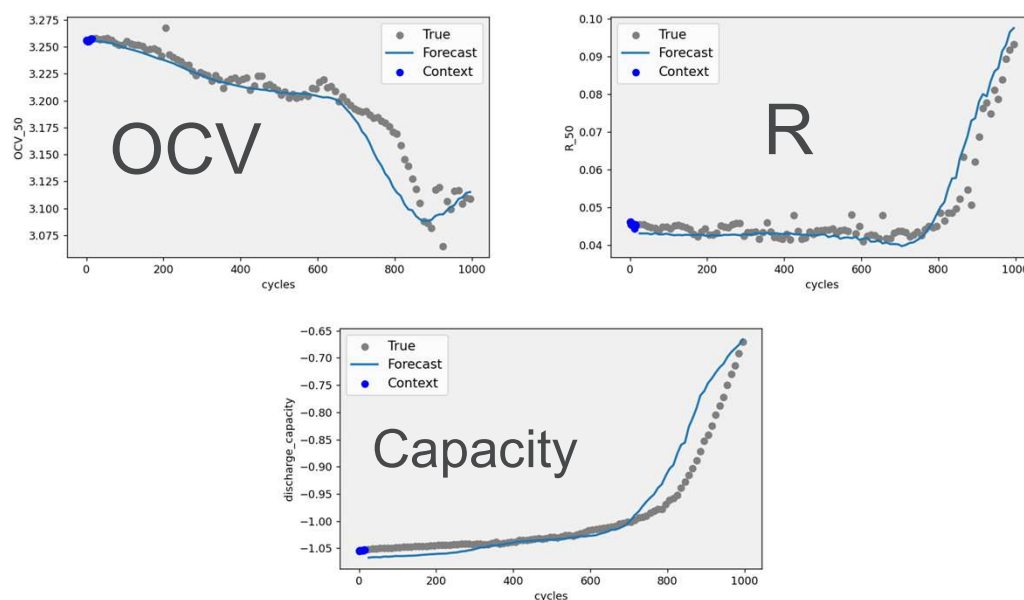 3.275
3.250
3.225
3.200
3.175
3.150
3.125
3.100
3.075
OCV_50
True
Forecast
Context
OCV
0
200
400
600
800
1000
cycles
0.10
0.09
0.08
0.07
0.06
0.05
0.04
R_50
True
Forecast
Context
R
0
200
400
600
800
1000
cycles
−0.65
−0.70
−0.75
−0.80
−0.85
−0.90
−0.95
−1.00
−1.05
discharge_capacity
True
Forecast
Context
Capacity
0
200
400
600
800
1000
cycles